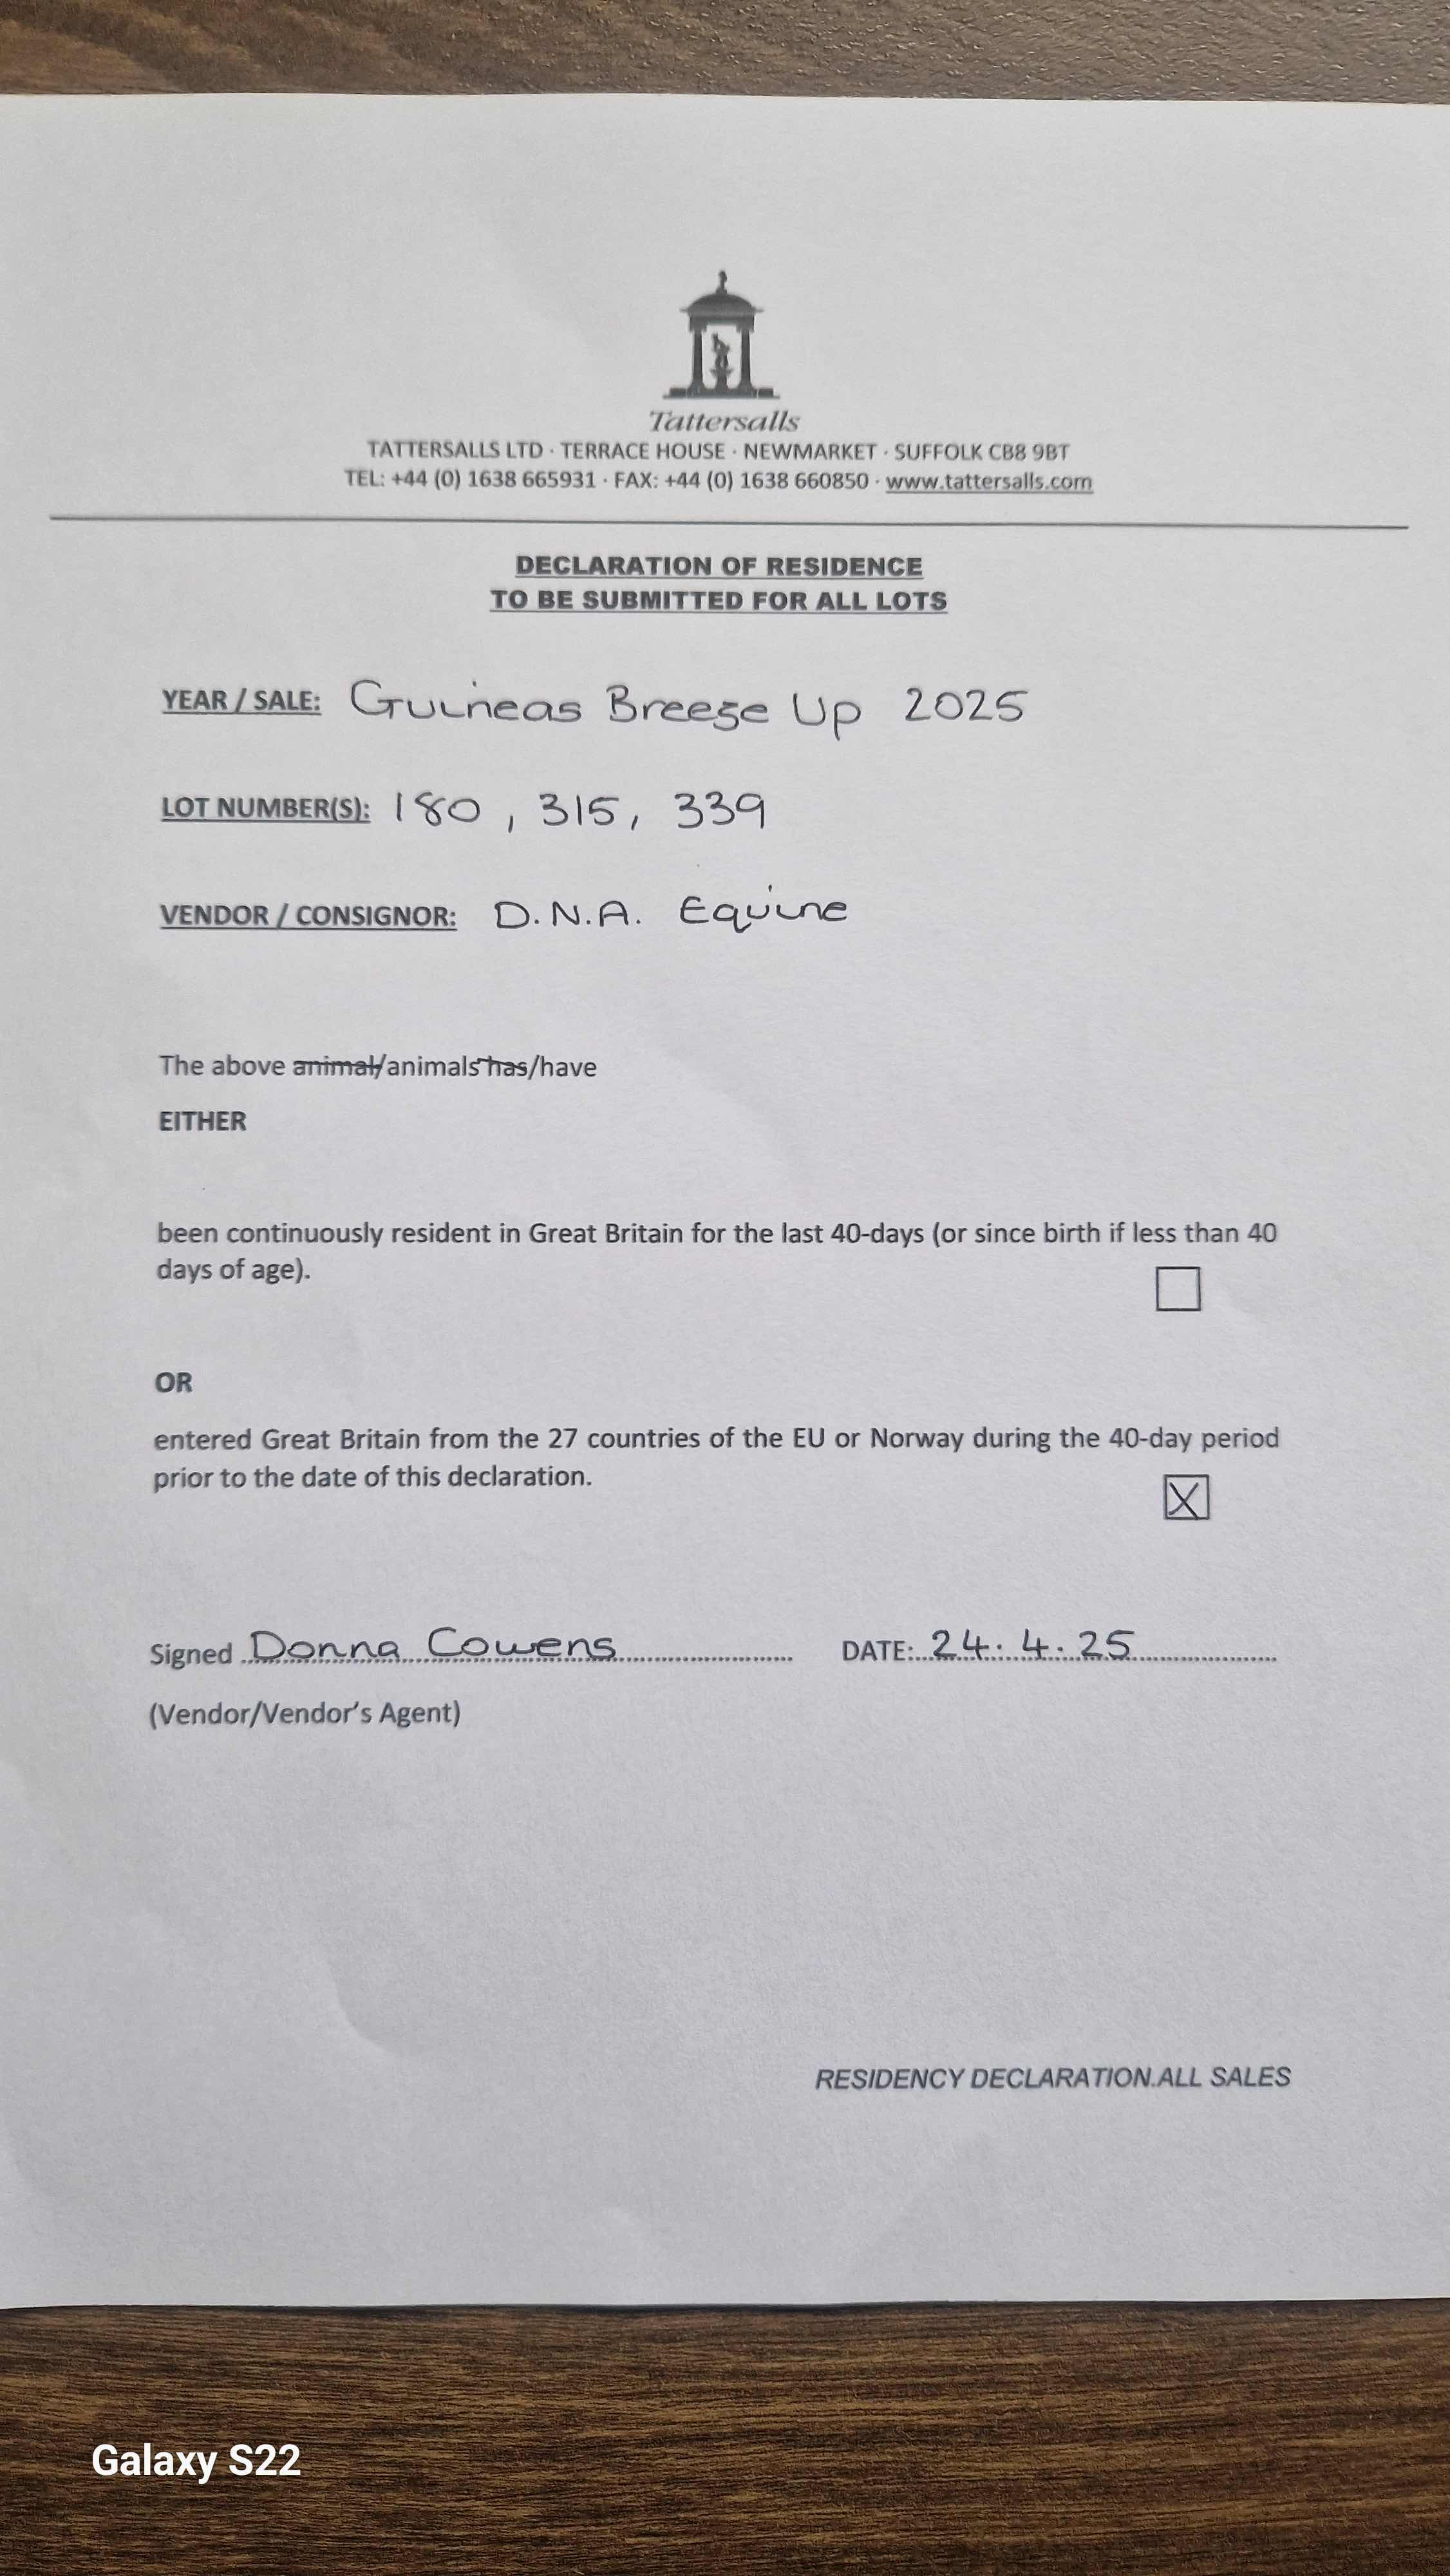 Tattersalls
TATTERSALLS LTD · TERRACE HOUSE · NEWMARKET · SUFFOLK CB8 9BT
TEL: +44 (0) 1638 665931 · FAX: +44 (0) 1638 660850 · www.tattersalls.com
DECLARATION OF RESIDENCE
TO BE SUBMITTED FOR ALL LOTS
YEAR / SALE: Guineas Breeze Up 2025
LOT NUMBER(S): 180, 315, 339
VENDOR / CONSIGNOR: D.N.A. Equine
The above animal/animals has/have
EITHER
been continuously resident in Great Britain for the last 40-days (or since birth if less than 40
days of age).
OR
entered Great Britain from the 27 countries of the EU or Norway during the 40-day period
prior to the date of this declaration.
X
Signed Donna Cowens DATE: 24.4.25
(Vendor/Vendor's Agent)
RESIDENCY DECLARATION.ALL SALES
Galaxy S22